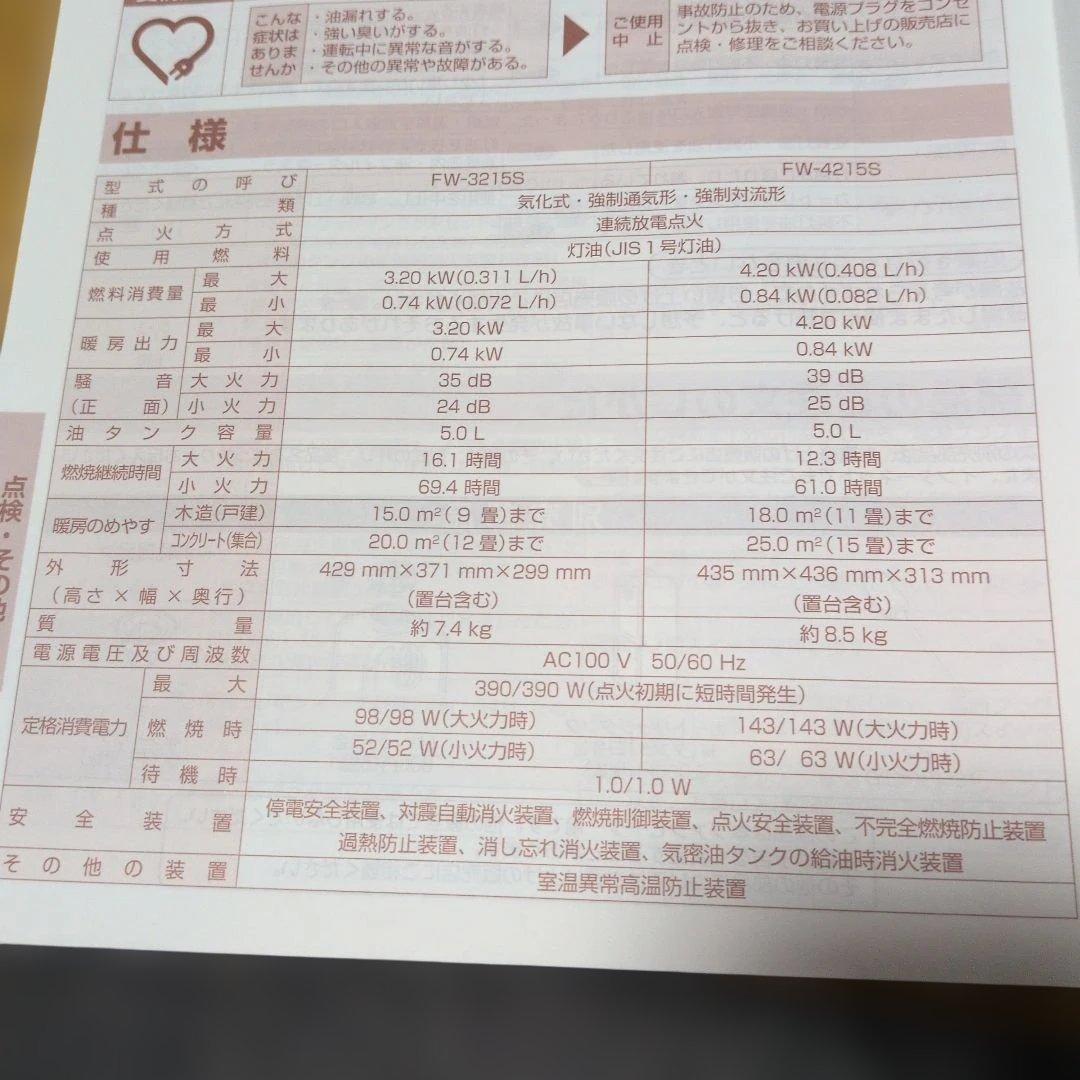 こんな症状はありませんか
・油漏れする。
・強い臭いがする。
・運転中に異常な音がする。
・その他の異常や故障がある。
ご使用中止
事故防止のため、電源プラグをコンセ
ントから抜き、お買い上げの販売店に
点検・修理をご相談ください。
仕様
型式の呼び FW-3215S FW-4215S
種類 気化式・強制通気形・強制対流形
点火方式 連続放電点火
使用燃料 灯油(JIS1号灯油)
燃料消費量 最大 3.20 kW(0.311 L/h) 4.20 kW(0.408 L/h)
最小 0.74 kW(0.072 L/h) 0.84 kW(0.082 L/h)
暖房出力 最大 3.20 kW 4.20 kW
最小 0.74 kW 0.84 kW
騒音 大火力 35 dB 39 dB
(正面) 小火力 24 dB 25 dB
油タンク容量 5.0 L 5.0 L
燃焼継続時間 大火力 16.1 時間 12.3 時間
小火力 69.4 時間 61.0 時間
暖房のめやす 木造(戸建) 15.0 m²(9 畳)まで 18.0 m²(11 畳)まで
コンクリート(集合) 20.0 m²(12 畳)まで 25.0 m²(15 畳)まで
外形寸法 429 mm×371 mm×299 mm 435 mm×436 mm×313 mm
(高さ×幅×奥行) (置台含む) (置台含む)
質量 約7.4 kg 約8.5 kg
電源電圧及び周波数 AC100 V 50/60 Hz
定格消費電力 最大 390/390 W(点火初期に短時間発生)
燃焼時 98/98 W(大火力時) 143/143 W(大火力時)
52/52 W(小火力時) 63/ 63 W(小火力時)
待機時 1.0/1.0 W
安全装置 停電安全装置、対震自動消火装置、燃焼制御装置、点火安全装置、不完全燃焼防止装置
過熱防止装置、消し忘れ消火装置、気密油タンクの給油時消火装置
その他の装置 室温異常高温防止装置
点検・その他